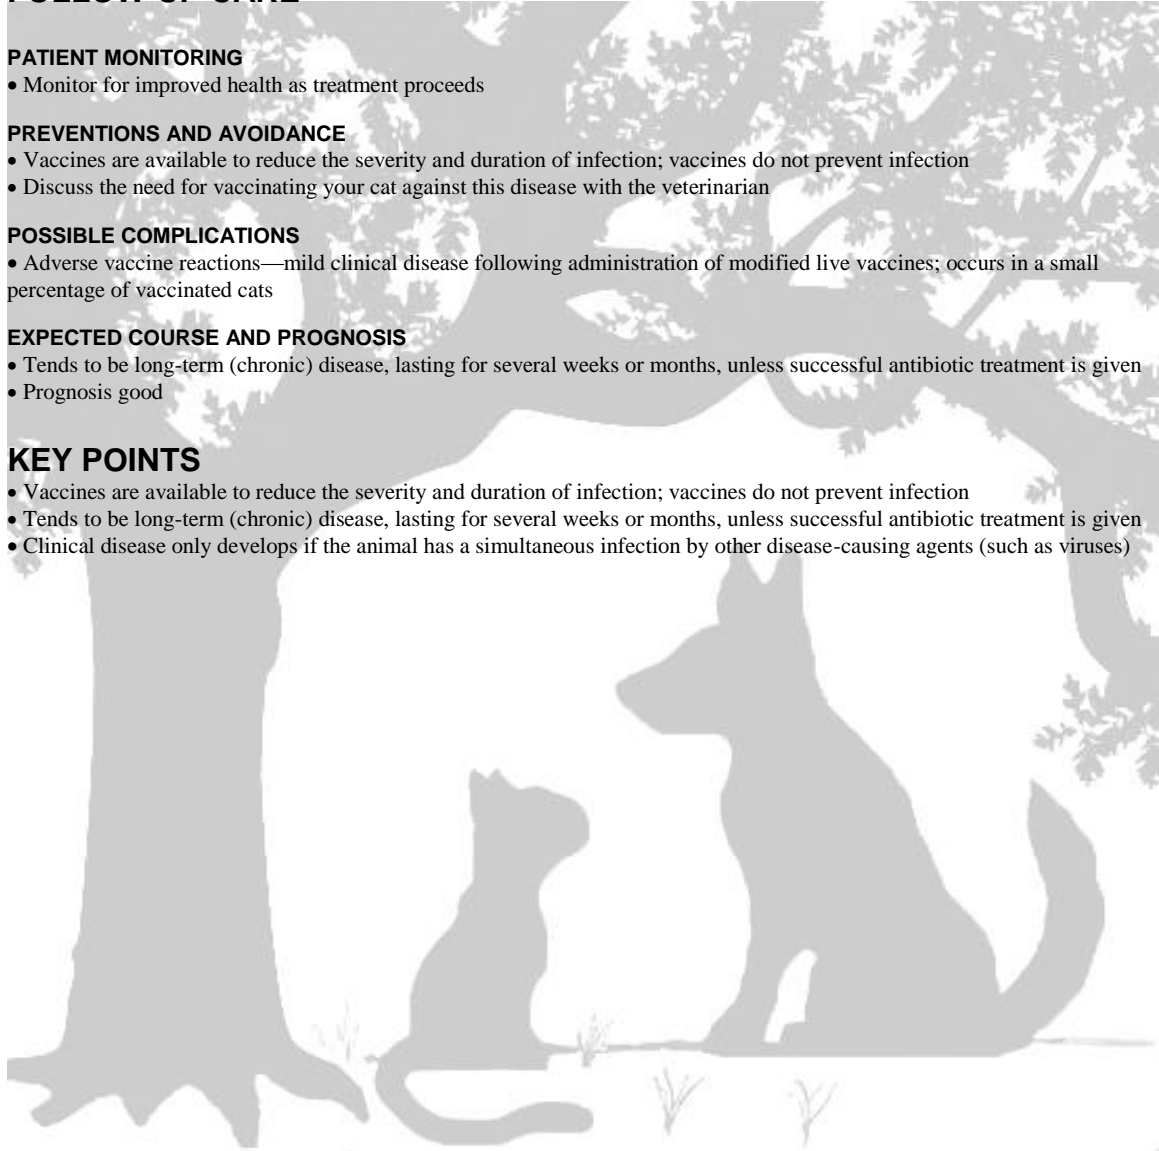 FOLLOW-UP CARE
PATIENT MONITORING
• Monitor for improved health as treatment proceeds
PREVENTIONS AND AVOIDANCE
• Vaccines are available to reduce the severity and duration of infection; vaccines do not prevent infection
• Discuss the need for vaccinating your cat against this disease with the veterinarian
POSSIBLE COMPLICATIONS
• Adverse vaccine reactions—mild clinical disease following administration of modified live vaccines; occurs in a small
percentage of vaccinated cats
EXPECTED COURSE AND PROGNOSIS
• Tends to be long-term (chronic) disease, lasting for several weeks or months, unless successful antibiotic treatment is given
• Prognosis good
KEY POINTS
• Vaccines are available to reduce the severity and duration of infection; vaccines do not prevent infection
• Tends to be long-term (chronic) disease, lasting for several weeks or months, unless successful antibiotic treatment is given
• Clinical disease only develops if the animal has a simultaneous infection by other disease-causing agents (such as viruses)